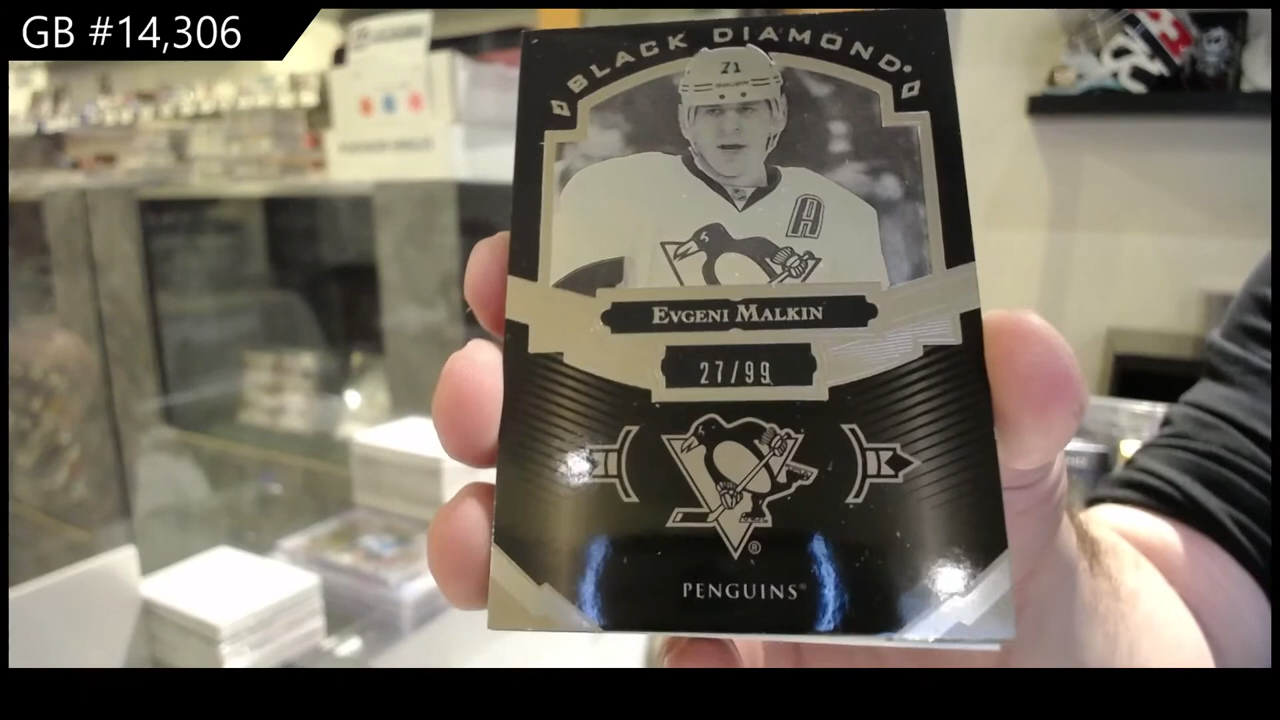 GB #14,306
BLACK DIAMOND
71
A
EVGENI MALKIN
27/99
®
PENGUINS®